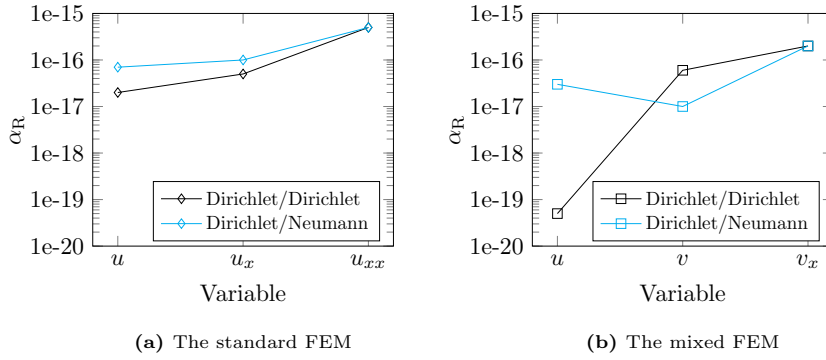 1e-15
1e-16
1e-17
1e-18
1e-19
1e-20
α_R
Dirichlet/Dirichlet
Dirichlet/Neumann
u
u_x
u_xx
Variable
(a) The standard FEM
1e-15
1e-16
1e-17
1e-18
1e-19
1e-20
α_R
Dirichlet/Dirichlet
Dirichlet/Neumann
u
v
v_x
Variable
(b) The mixed FEM